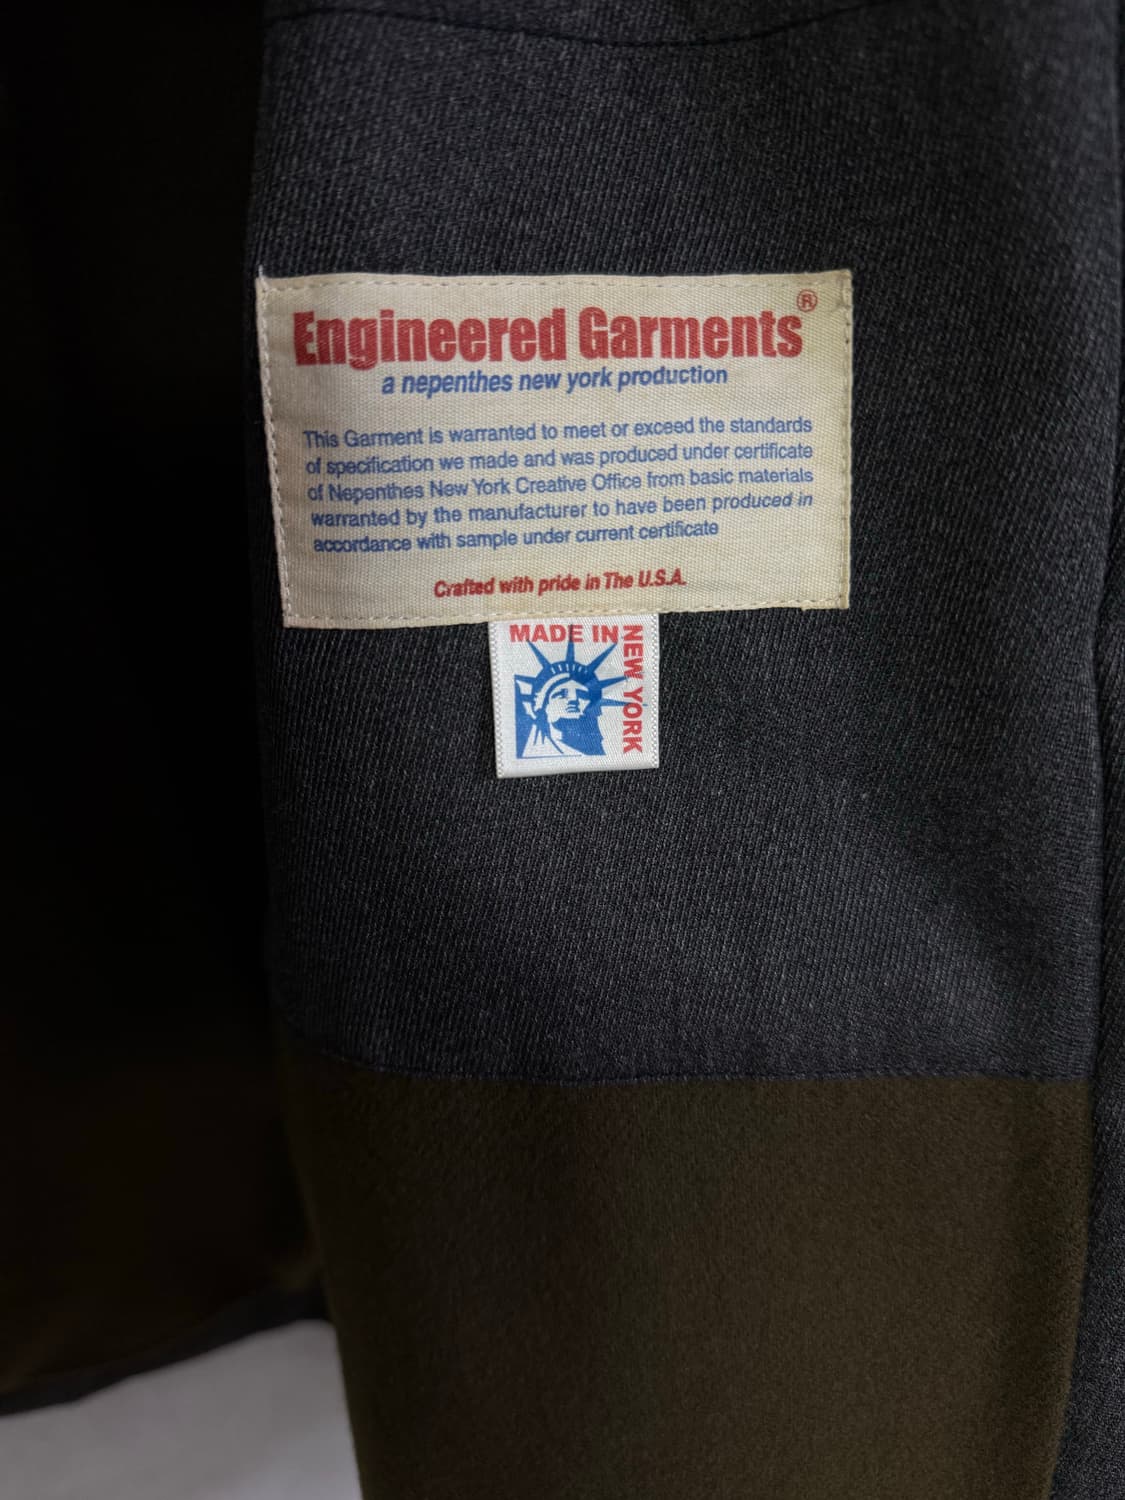 Engineered Garments®
a nepenthes new york production
This Garment is warranted to meet or exceed the standards
of specification we made and was produced under certificate
of Nepenthes New York Creative Office from basic materials
warranted by the manufacturer to have been produced in
accordance with sample under current certificate
Crafted with pride in The U.S.A.
MADE IN
NEW YORK